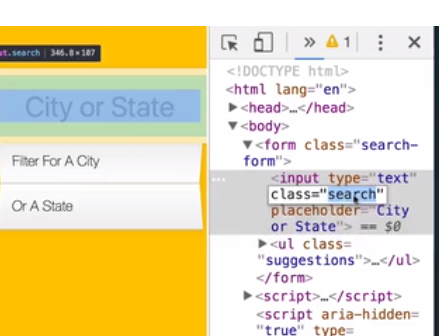 ut.search | 346.8×107
City or State
Filter For A City
Or A State
» ⚠ 1 ⋮ ×
<!DOCTYPE html>
<html lang="en">
▶<head>…</head>
▼<body>
▼<form class="search-
form">
… <input type="text"
class="search"
placeholder="City
or State"> == $0
▶<ul class=
"suggestions">…</ul>
</form>
▶<script>…</script>
<script aria-hidden=
"true" type=